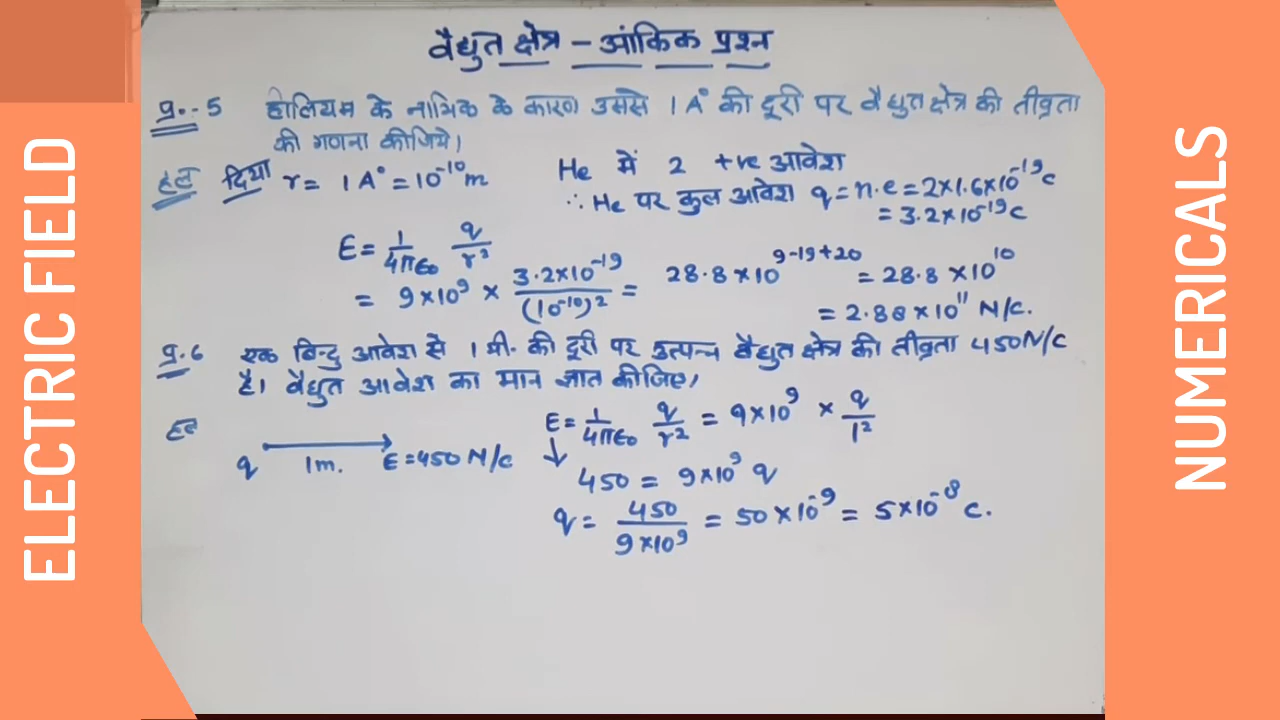 ELECTRIC FIELD
वैद्युत क्षेत्र – आंकिक प्रश्न
प्र.-5 हीलियम के नाभिक के कारण उससे 1 A° की दूरी पर वैद्युत क्षेत्र की तीव्रता
की गणना कीजिये।
हल दिया r = 1 A° = 10⁻¹⁰ m
He में 2 +ve आवेश
∴ He पर कुल आवेश q = n.e = 2×1.6×10⁻¹⁹ C
= 3.2×10⁻¹⁹ C
E = 1/4πϵ₀ q/r²
= 9×10⁹ × 3.2×10⁻¹⁹/(10⁻¹⁰)² = 28.8×10⁹⁻¹⁹⁺²⁰ = 28.8×10¹⁰
= 2.88×10¹¹ N/C.
प्र.6 एक बिन्दु आवेश से 1 मी. की दूरी पर उत्पन्न वैद्युत क्षेत्र की तीव्रता 450 N/C
है। वैद्युत आवेश का मान ज्ञात कीजिए।
हल
q 1m. E = 450 N/C
E = 1/4πϵ₀ q/r² = 9×10⁹ × q/1²
↓
450 = 9×10⁹ q
q = 450/9×10⁹ = 50×10⁻⁹ = 5×10⁻⁸ C.
NUMERICALS